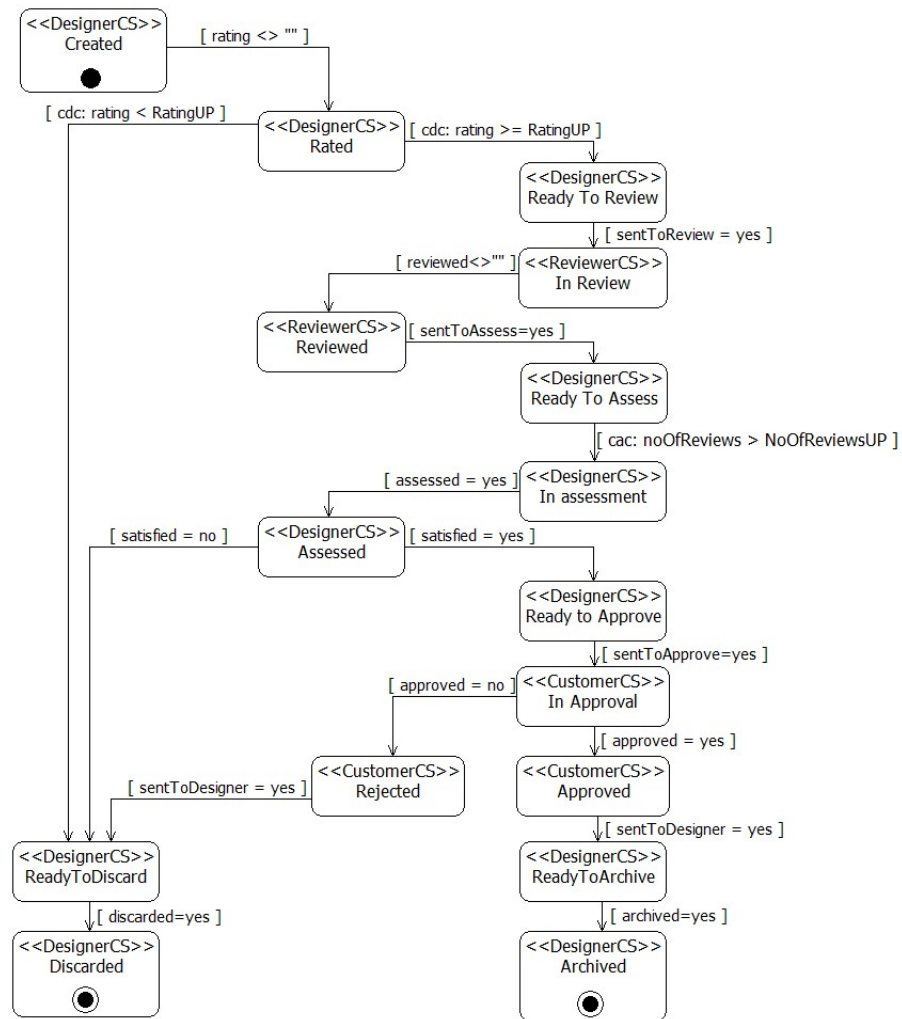 <<DesignerCS>>
Created
[ rating <> "" ]
[ cdc: rating < RatingUP ]
<<DesignerCS>>
Rated
[ cdc: rating >= RatingUP ]
<<DesignerCS>>
Ready To Review
[ sentToReview = yes ]
[ reviewed<>"" ]
<<ReviewerCS>>
In Review
<<ReviewerCS>>
Reviewed
[ sentToAssess=yes ]
<<DesignerCS>>
Ready To Assess
[ cac: noOfReviews > NoOfReviewsUP ]
[ assessed = yes ]
<<DesignerCS>>
In assessment
[ satisfied = no ]
<<DesignerCS>>
Assessed
[ satisfied = yes ]
<<DesignerCS>>
Ready to Approve
[ sentToApprove=yes ]
[ approved = no ]
<<CustomerCS>>
In Approval
[ approved = yes ]
[ sentToDesigner = yes ]
<<CustomerCS>>
Rejected
<<CustomerCS>>
Approved
[ sentToDesigner = yes ]
<<DesignerCS>>
ReadyToDiscard
<<DesignerCS>>
ReadyToArchive
[ discarded=yes ]
[ archived=yes ]
<<DesignerCS>>
Discarded
<<DesignerCS>>
Archived